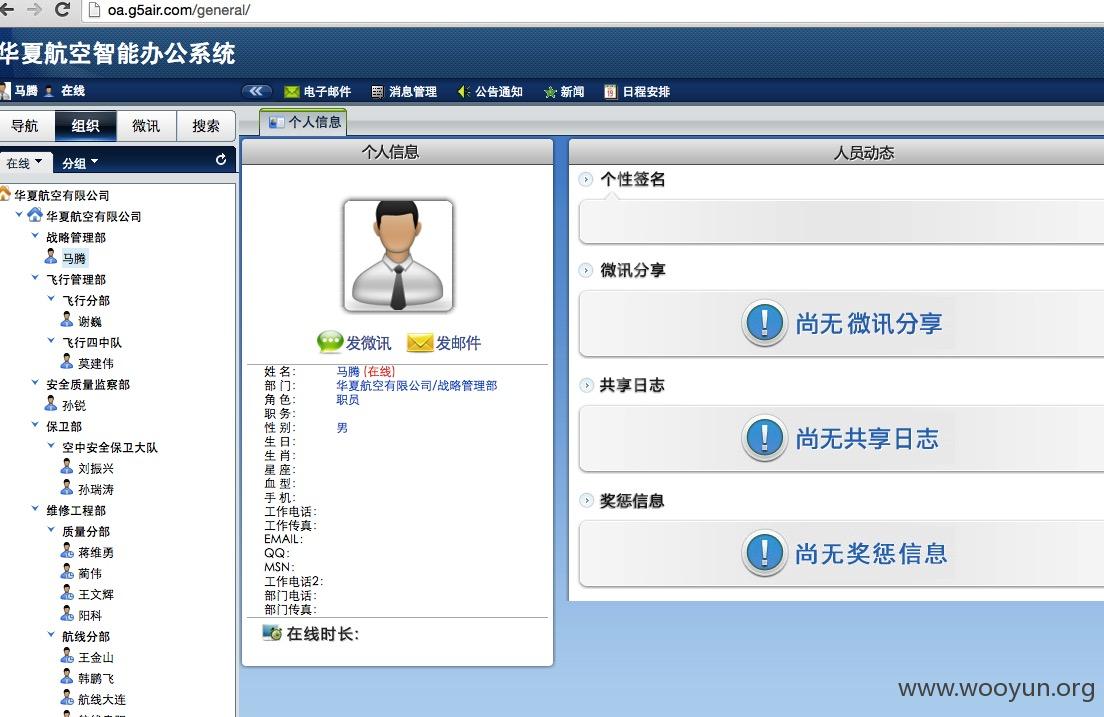 oa.g5air.com/general/
华夏航空智能办公系统
马腾 在线
电子邮件 消息管理 公告通知 新闻 日程安排
导航 组织 微讯 搜索
个人信息
在线 分组
华夏航空有限公司
华夏航空有限公司
战略管理部
马腾
飞行管理部
飞行分部
谢巍
飞行四中队
莫建伟
安全质量监察部
孙锐
保卫部
空中安全保卫大队
刘振兴
孙瑞涛
维修工程部
质量分部
蒋维勇
蔺伟
王文辉
阳科
航线分部
王金山
韩鹏飞
航线大连
个人信息
发微讯 发邮件
姓 名: 马腾 (在线)
部 门: 华夏航空有限公司/战略管理部
角 色: 职员
职 务:
性 别: 男
生 日:
生 肖:
星 座:
血 型:
手 机:
工作电话:
工作传真:
EMAIL:
QQ:
MSN:
工作电话2:
部门电话:
部门传真:
在线时长:
人员动态
个性签名
微讯分享
尚无 微讯分享
共享日志
尚无共享日志
奖惩信息
尚无奖惩信息
www.wooyun.org